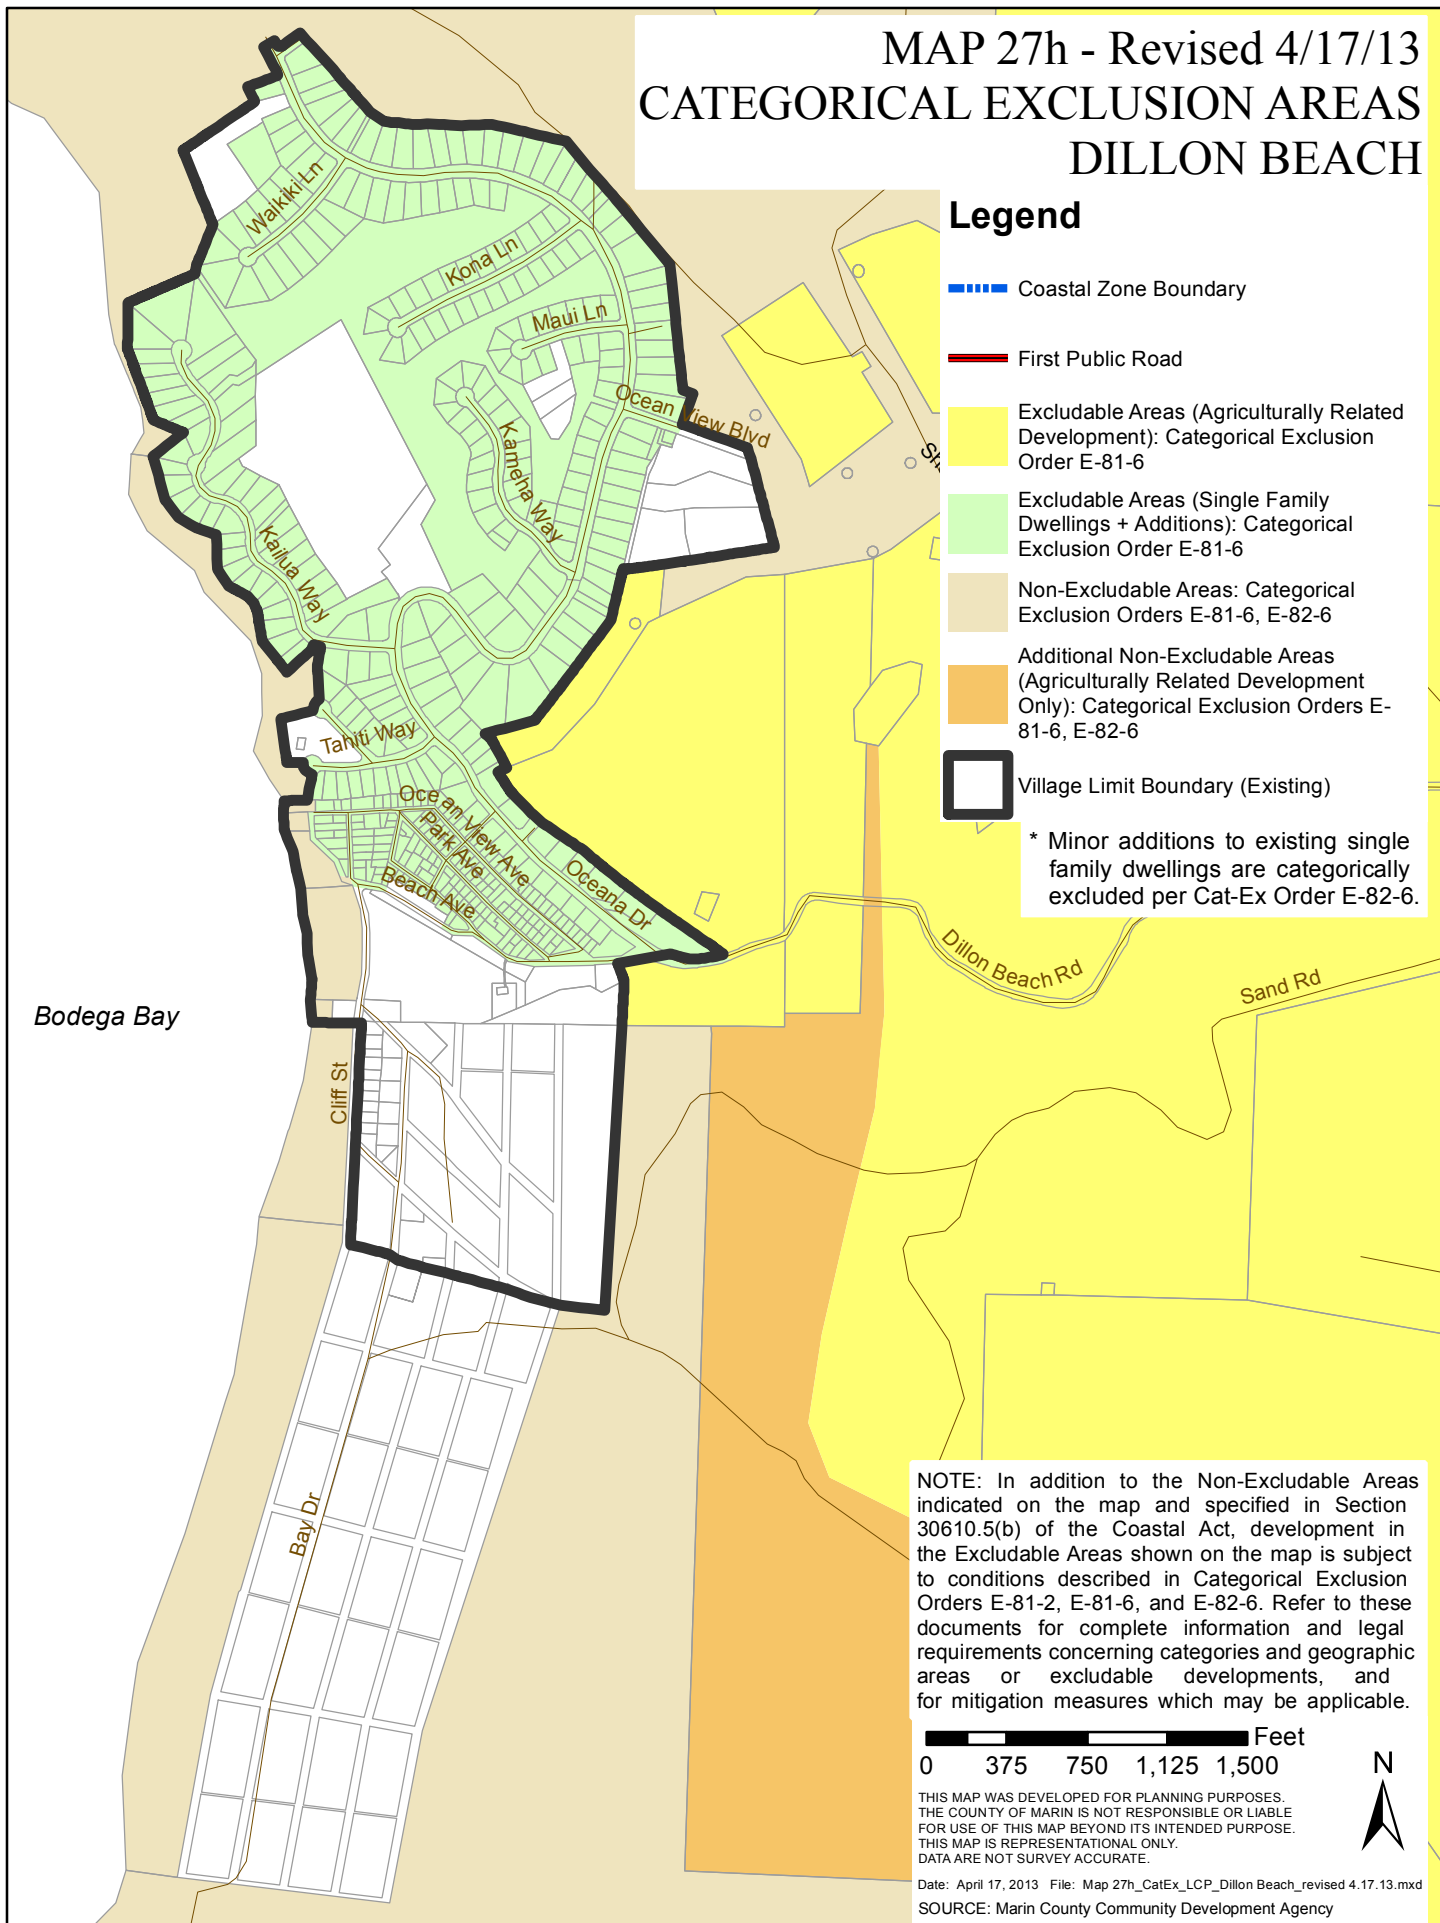 MAP 27h - Revised 4/17/13
CATEGORICAL EXCLUSION AREAS
DILLON BEACH
Legend
Coastal Zone Boundary
First Public Road
Excludable Areas (Agriculturally Related
Development): Categorical Exclusion
Order E-81-6
Excludable Areas (Single Family
Dwellings + Additions): Categorical
Exclusion Order E-81-6
Non-Excludable Areas: Categorical
Exclusion Orders E-81-6, E-82-6
Additional Non-Excludable Areas
(Agriculturally Related Development
Only): Categorical Exclusion Orders E-
81-6, E-82-6
Village Limit Boundary (Existing)
* Minor additions to existing single
family dwellings are categorically
excluded per Cat-Ex Order E-82-6.
Waikiki Ln
Kona Ln
Maui Ln
Ocean View Blvd
Kameha Way
Kailua Way
Tahiti Way
Ocean View Ave
Park Ave
Beach Ave
Oceana Dr
Dillon Beach Rd
Sand Rd
Bodega Bay
Cliff St
Bay Dr
NOTE: In addition to the Non-Excludable Areas
indicated on the map and specified in Section
30610.5(b) of the Coastal Act, development in
the Excludable Areas shown on the map is subject
to conditions described in Categorical Exclusion
Orders E-81-2, E-81-6, and E-82-6. Refer to these
documents for complete information and legal
requirements concerning categories and geographic
areas or excludable developments, and
for mitigation measures which may be applicable.
Feet
0 375 750 1,125 1,500
N
THIS MAP WAS DEVELOPED FOR PLANNING PURPOSES.
THE COUNTY OF MARIN IS NOT RESPONSIBLE OR LIABLE
FOR USE OF THIS MAP BEYOND ITS INTENDED PURPOSE.
THIS MAP IS REPRESENTATIONAL ONLY.
DATA ARE NOT SURVEY ACCURATE.
Date: April 17, 2013 File: Map 27h_CatEx_LCP_Dillon Beach_revised 4.17.13.mxd
SOURCE: Marin County Community Development Agency